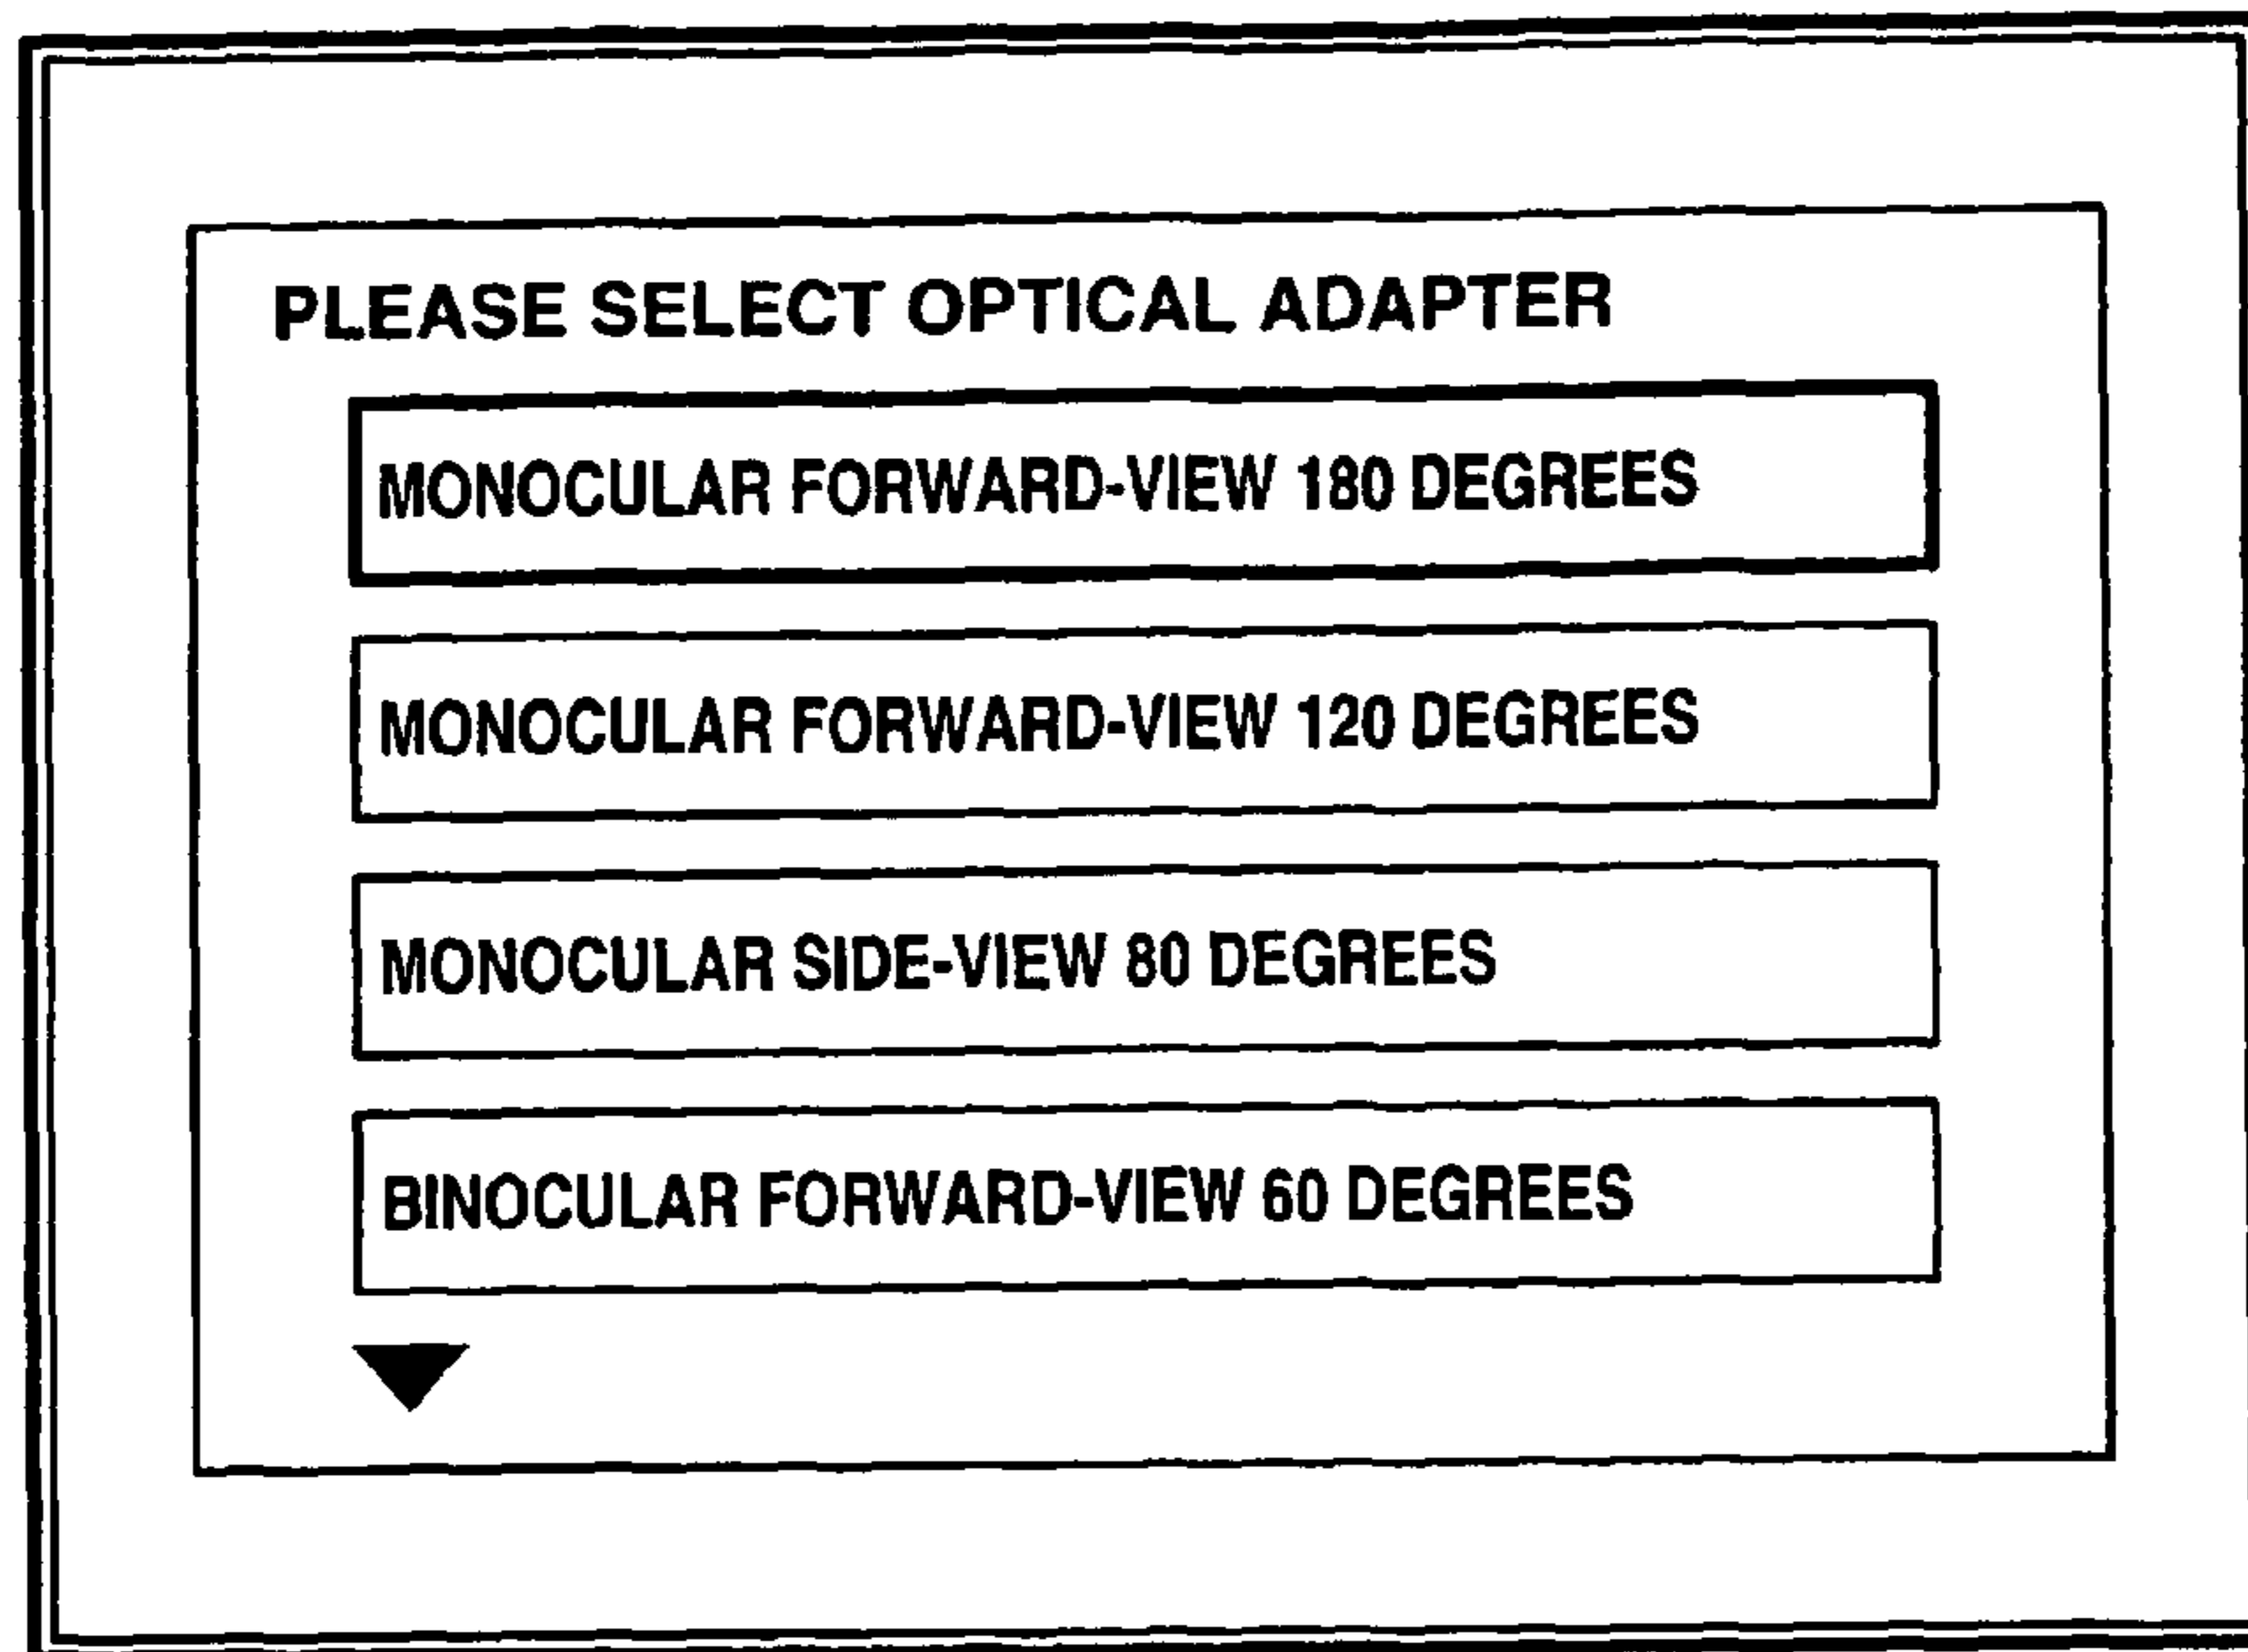 PLEASE SELECT OPTICAL ADAPTER
MONOCULAR FORWARD-VIEW 180 DEGREES
MONOCULAR FORWARD-VIEW 120 DEGREES
MONOCULAR SIDE-VIEW 80 DEGREES
BINOCULAR FORWARD-VIEW 60 DEGREES